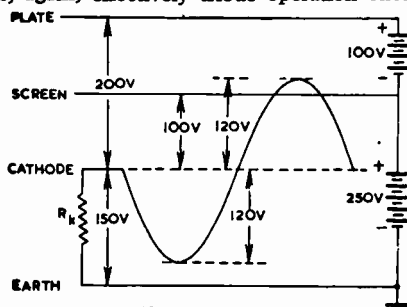 PLATE
+
100V
-
200V
SCREEN
100V
120V
CATHODE
+
Rk
150V
120V
250V
-
EARTH